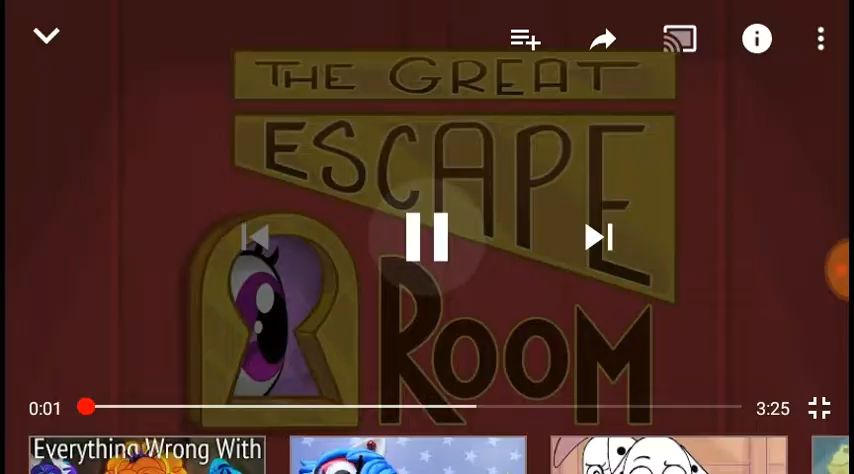 THE GREAT
ESCAPE
ROOM
0:01
3:25
Everything Wrong With